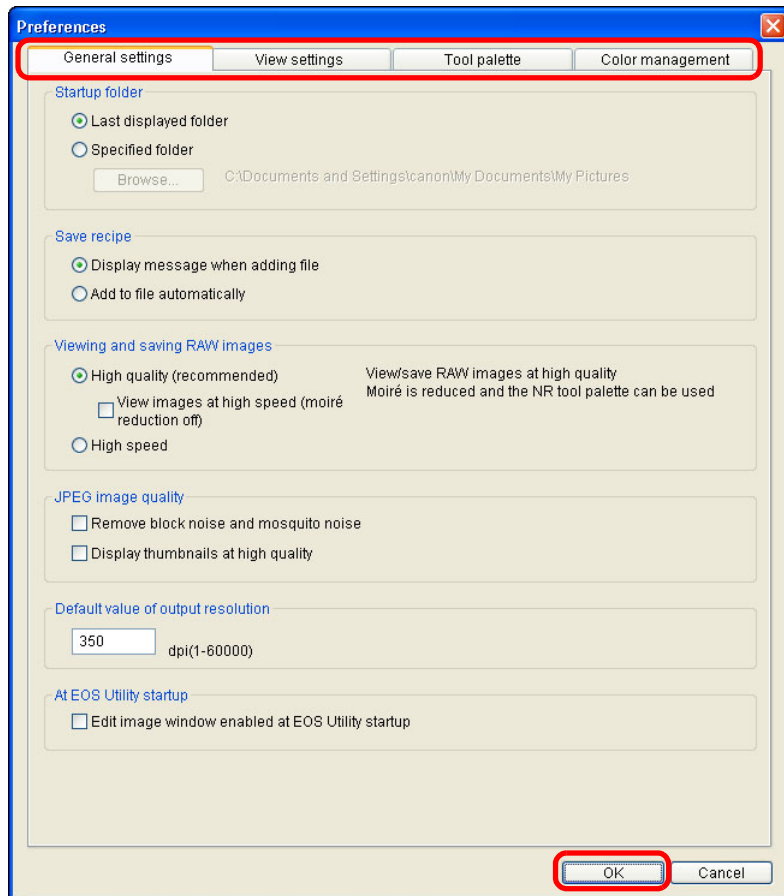 Preferences
General settings
View settings
Tool palette
Color management
Startup folder
Last displayed folder
Specified folder
Browse...
C:\Documents and Settings\canon\My Documents\My Pictures
Save recipe
Display message when adding file
Add to file automatically
Viewing and saving RAW images
High quality (recommended)
View/save RAW images at high quality
Moiré is reduced and the NR tool palette can be used
View images at high speed (moiré
reduction off)
High speed
JPEG image quality
Remove block noise and mosquito noise
Display thumbnails at high quality
Default value of output resolution
350
dpi(1-60000)
At EOS Utility startup
Edit image window enabled at EOS Utility startup
OK
Cancel